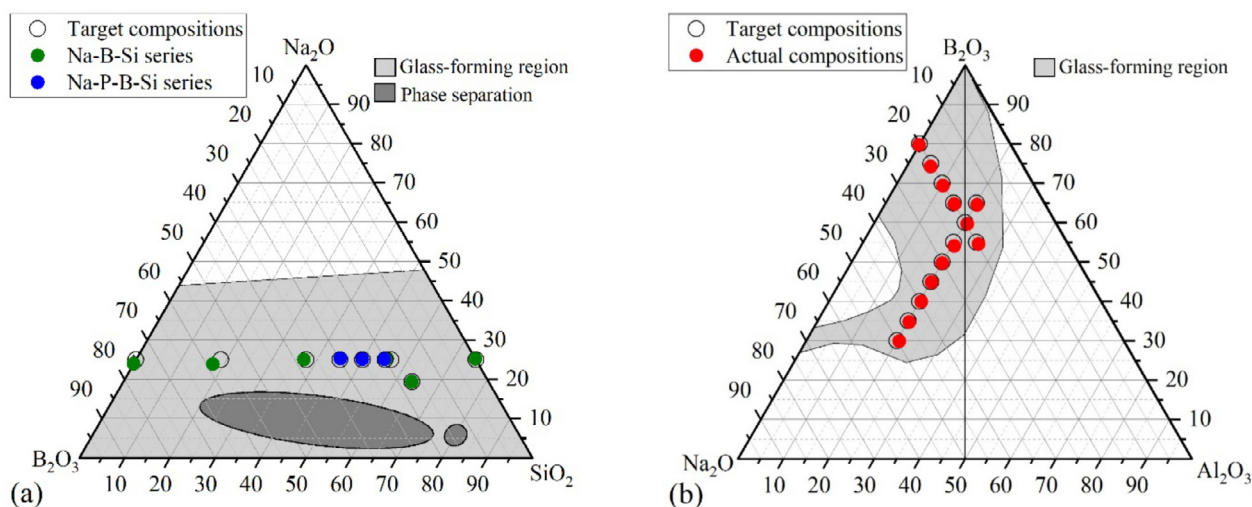 Target compositions
Na-B-Si series
Na-P-B-Si series
Na2O
Glass-forming region
Phase separation
10
20
30
40
50
60
70
80
90
90
80
70
60
50
40
30
20
10
B2O3
SiO2
10 20 30 40 50 60 70 80 90
(a)
Target compositions
Actual compositions
B2O3
Glass-forming region
10
20
30
40
50
60
70
80
90
90
80
70
60
50
40
30
20
10
Na2O
Al2O3
10 20 30 40 50 60 70 80 90
(b)